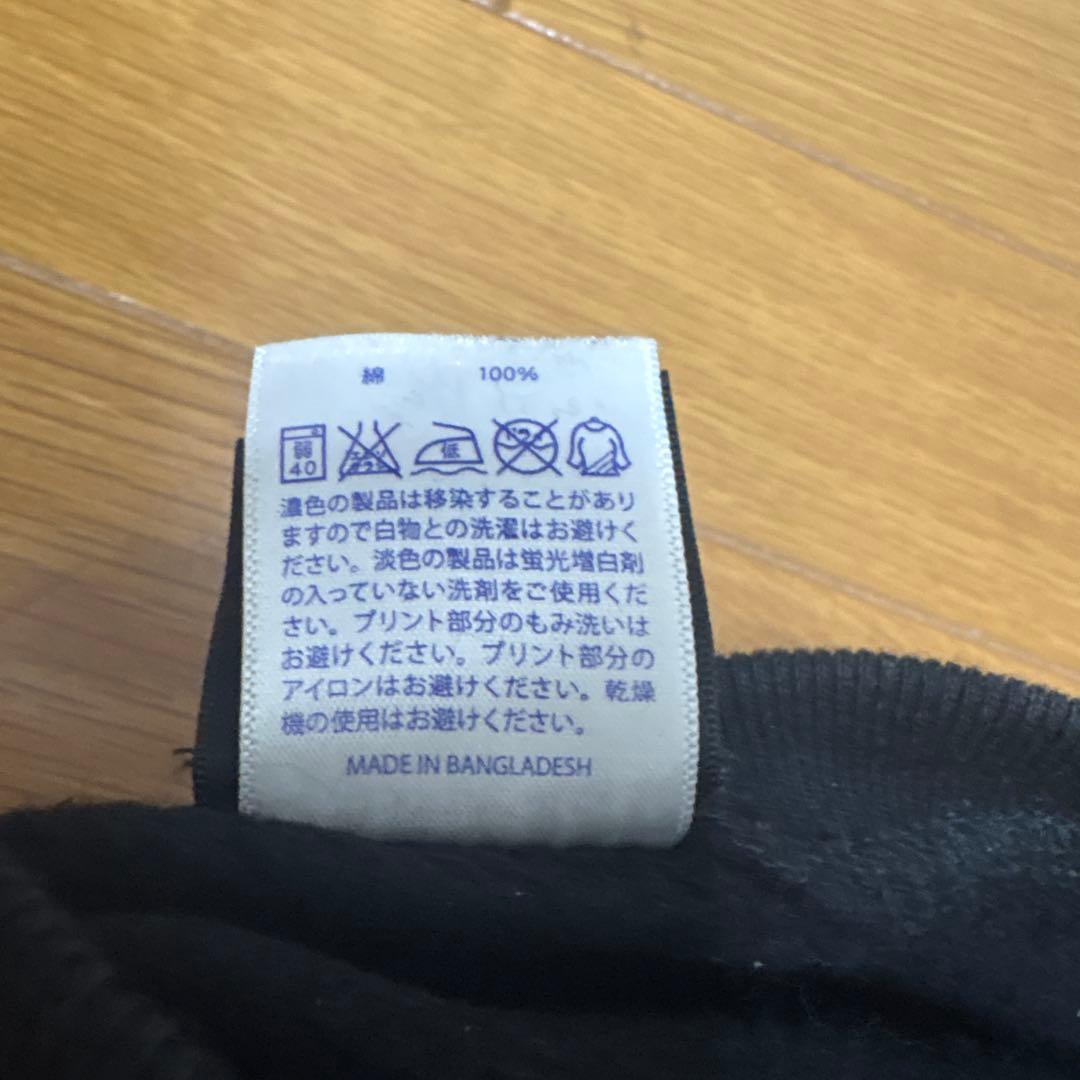 綿 100%
弱 40 低
濃色の製品は移染することがあり
ますので白物との洗濯はお避けく
ださい。淡色の製品は蛍光増白剤
の入っていない洗剤をご使用くだ
さい。プリント部分のもみ洗いは
お避けください。プリント部分の
アイロンはお避けください。乾燥
機の使用はお避けください。
MADE IN BANGLADESH